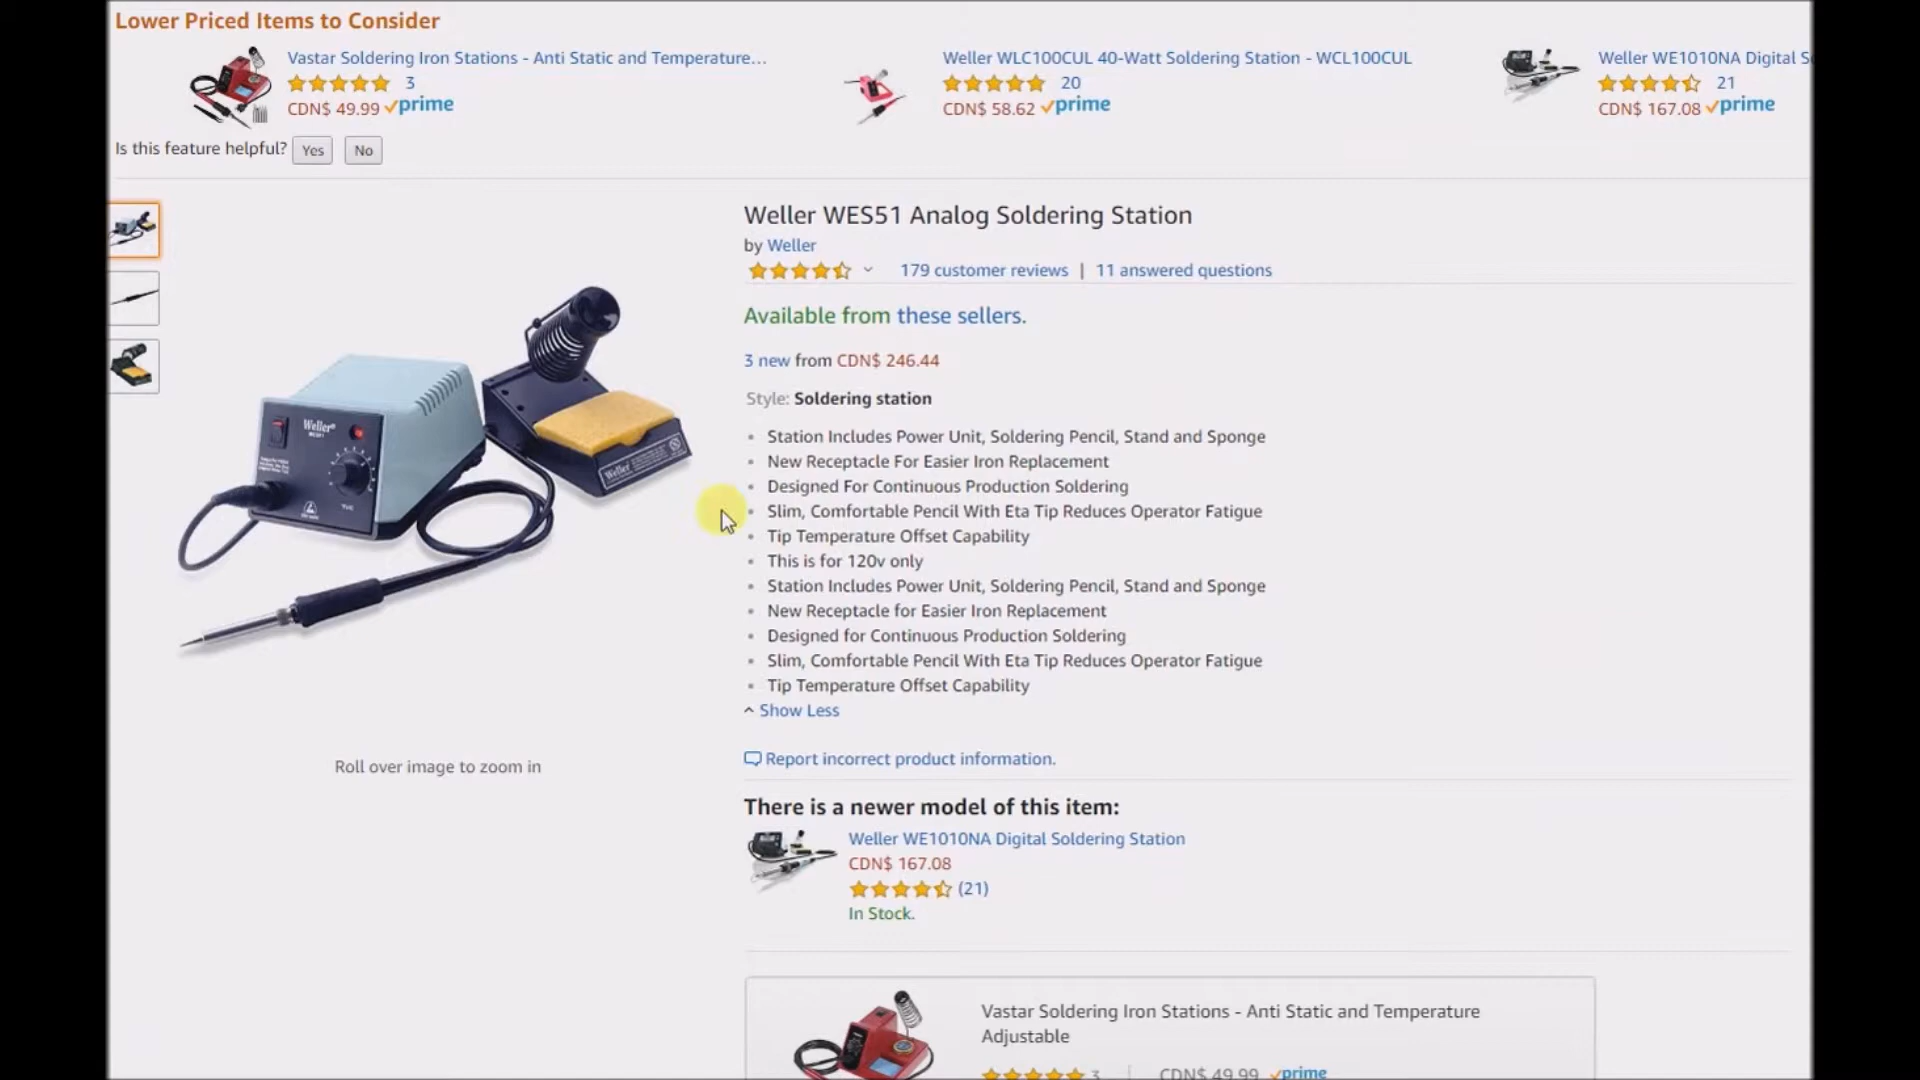 Lower Priced Items to Consider
Vastar Soldering Iron Stations - Anti Static and Temperature…
3
CDN$ 49.99 prime
Weller WLC100CUL 40-Watt Soldering Station - WCL100CUL
20
CDN$ 58.62 prime
Weller WE1010NA Digital S
21
CDN$ 167.08 prime
Is this feature helpful? Yes No
Weller WES51 Analog Soldering Station
by Weller
179 customer reviews | 11 answered questions
Available from these sellers.
3 new from CDN$ 246.44
Style: Soldering station
Station Includes Power Unit, Soldering Pencil, Stand and Sponge
New Receptacle For Easier Iron Replacement
Designed For Continuous Production Soldering
Slim, Comfortable Pencil With Eta Tip Reduces Operator Fatigue
Tip Temperature Offset Capability
This is for 120v only
Station Includes Power Unit, Soldering Pencil, Stand and Sponge
New Receptacle for Easier Iron Replacement
Designed for Continuous Production Soldering
Slim, Comfortable Pencil With Eta Tip Reduces Operator Fatigue
Tip Temperature Offset Capability
Show Less
Report incorrect product information.
Weller
WES51
Weller
Roll over image to zoom in
There is a newer model of this item:
Weller WE1010NA Digital Soldering Station
CDN$ 167.08
(21)
In Stock.
Vastar Soldering Iron Stations - Anti Static and Temperature
Adjustable
3 | CDN$ 49.99 prime